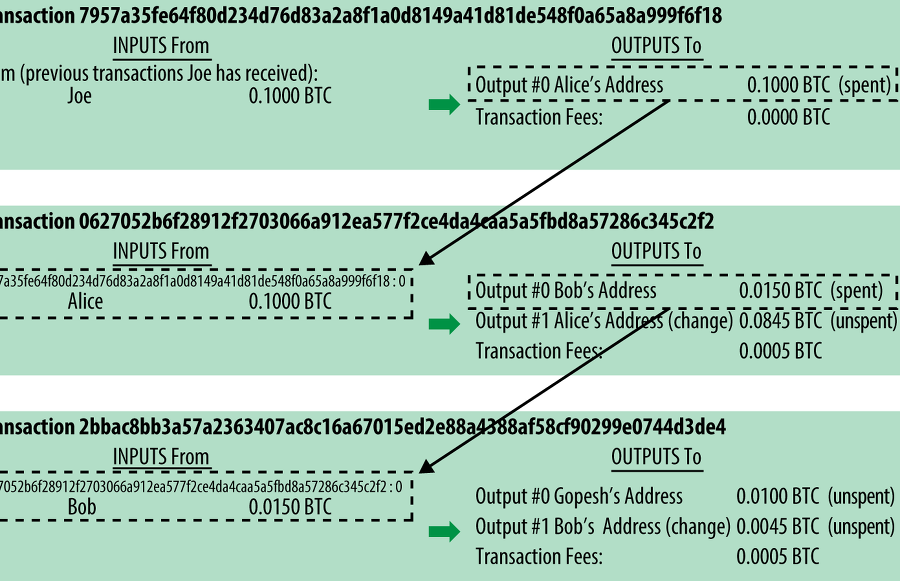 ansaction 7957a35fe64f80d234d76d83a2a8f1a0d8149a41d81de548f0a65a8a999f6f18
INPUTS From OUTPUTS To
m (previous transactions Joe has received):
Joe 0.1000 BTC
Output #0 Alice's Address 0.1000 BTC (spent)
Transaction Fees: 0.0000 BTC
ansaction 0627052b6f28912f2703066a912ea577f2ce4da4caa5a5fbd8a57286c345c2f2
INPUTS From OUTPUTS To
7a35fe64f80d234d76d83a2a8f1a0d8149a41d81de548f0a65a8a999f6f18 : 0
Alice 0.1000 BTC
Output #0 Bob's Address 0.0150 BTC (spent)
Output #1 Alice's Address (change) 0.0845 BTC (unspent)
Transaction Fees: 0.0005 BTC
ansaction 2bbac8bb3a57a2363407ac8c16a67015ed2e88a4388af58cf90299e0744d3de4
INPUTS From OUTPUTS To
7052b6f28912f2703066a912ea577f2ce4da4caa5a5fbd8a57286c345c2f2 : 0
Bob 0.0150 BTC
Output #0 Gopesh's Address 0.0100 BTC (unspent)
Output #1 Bob's Address (change) 0.0045 BTC (unspent)
Transaction Fees: 0.0005 BTC